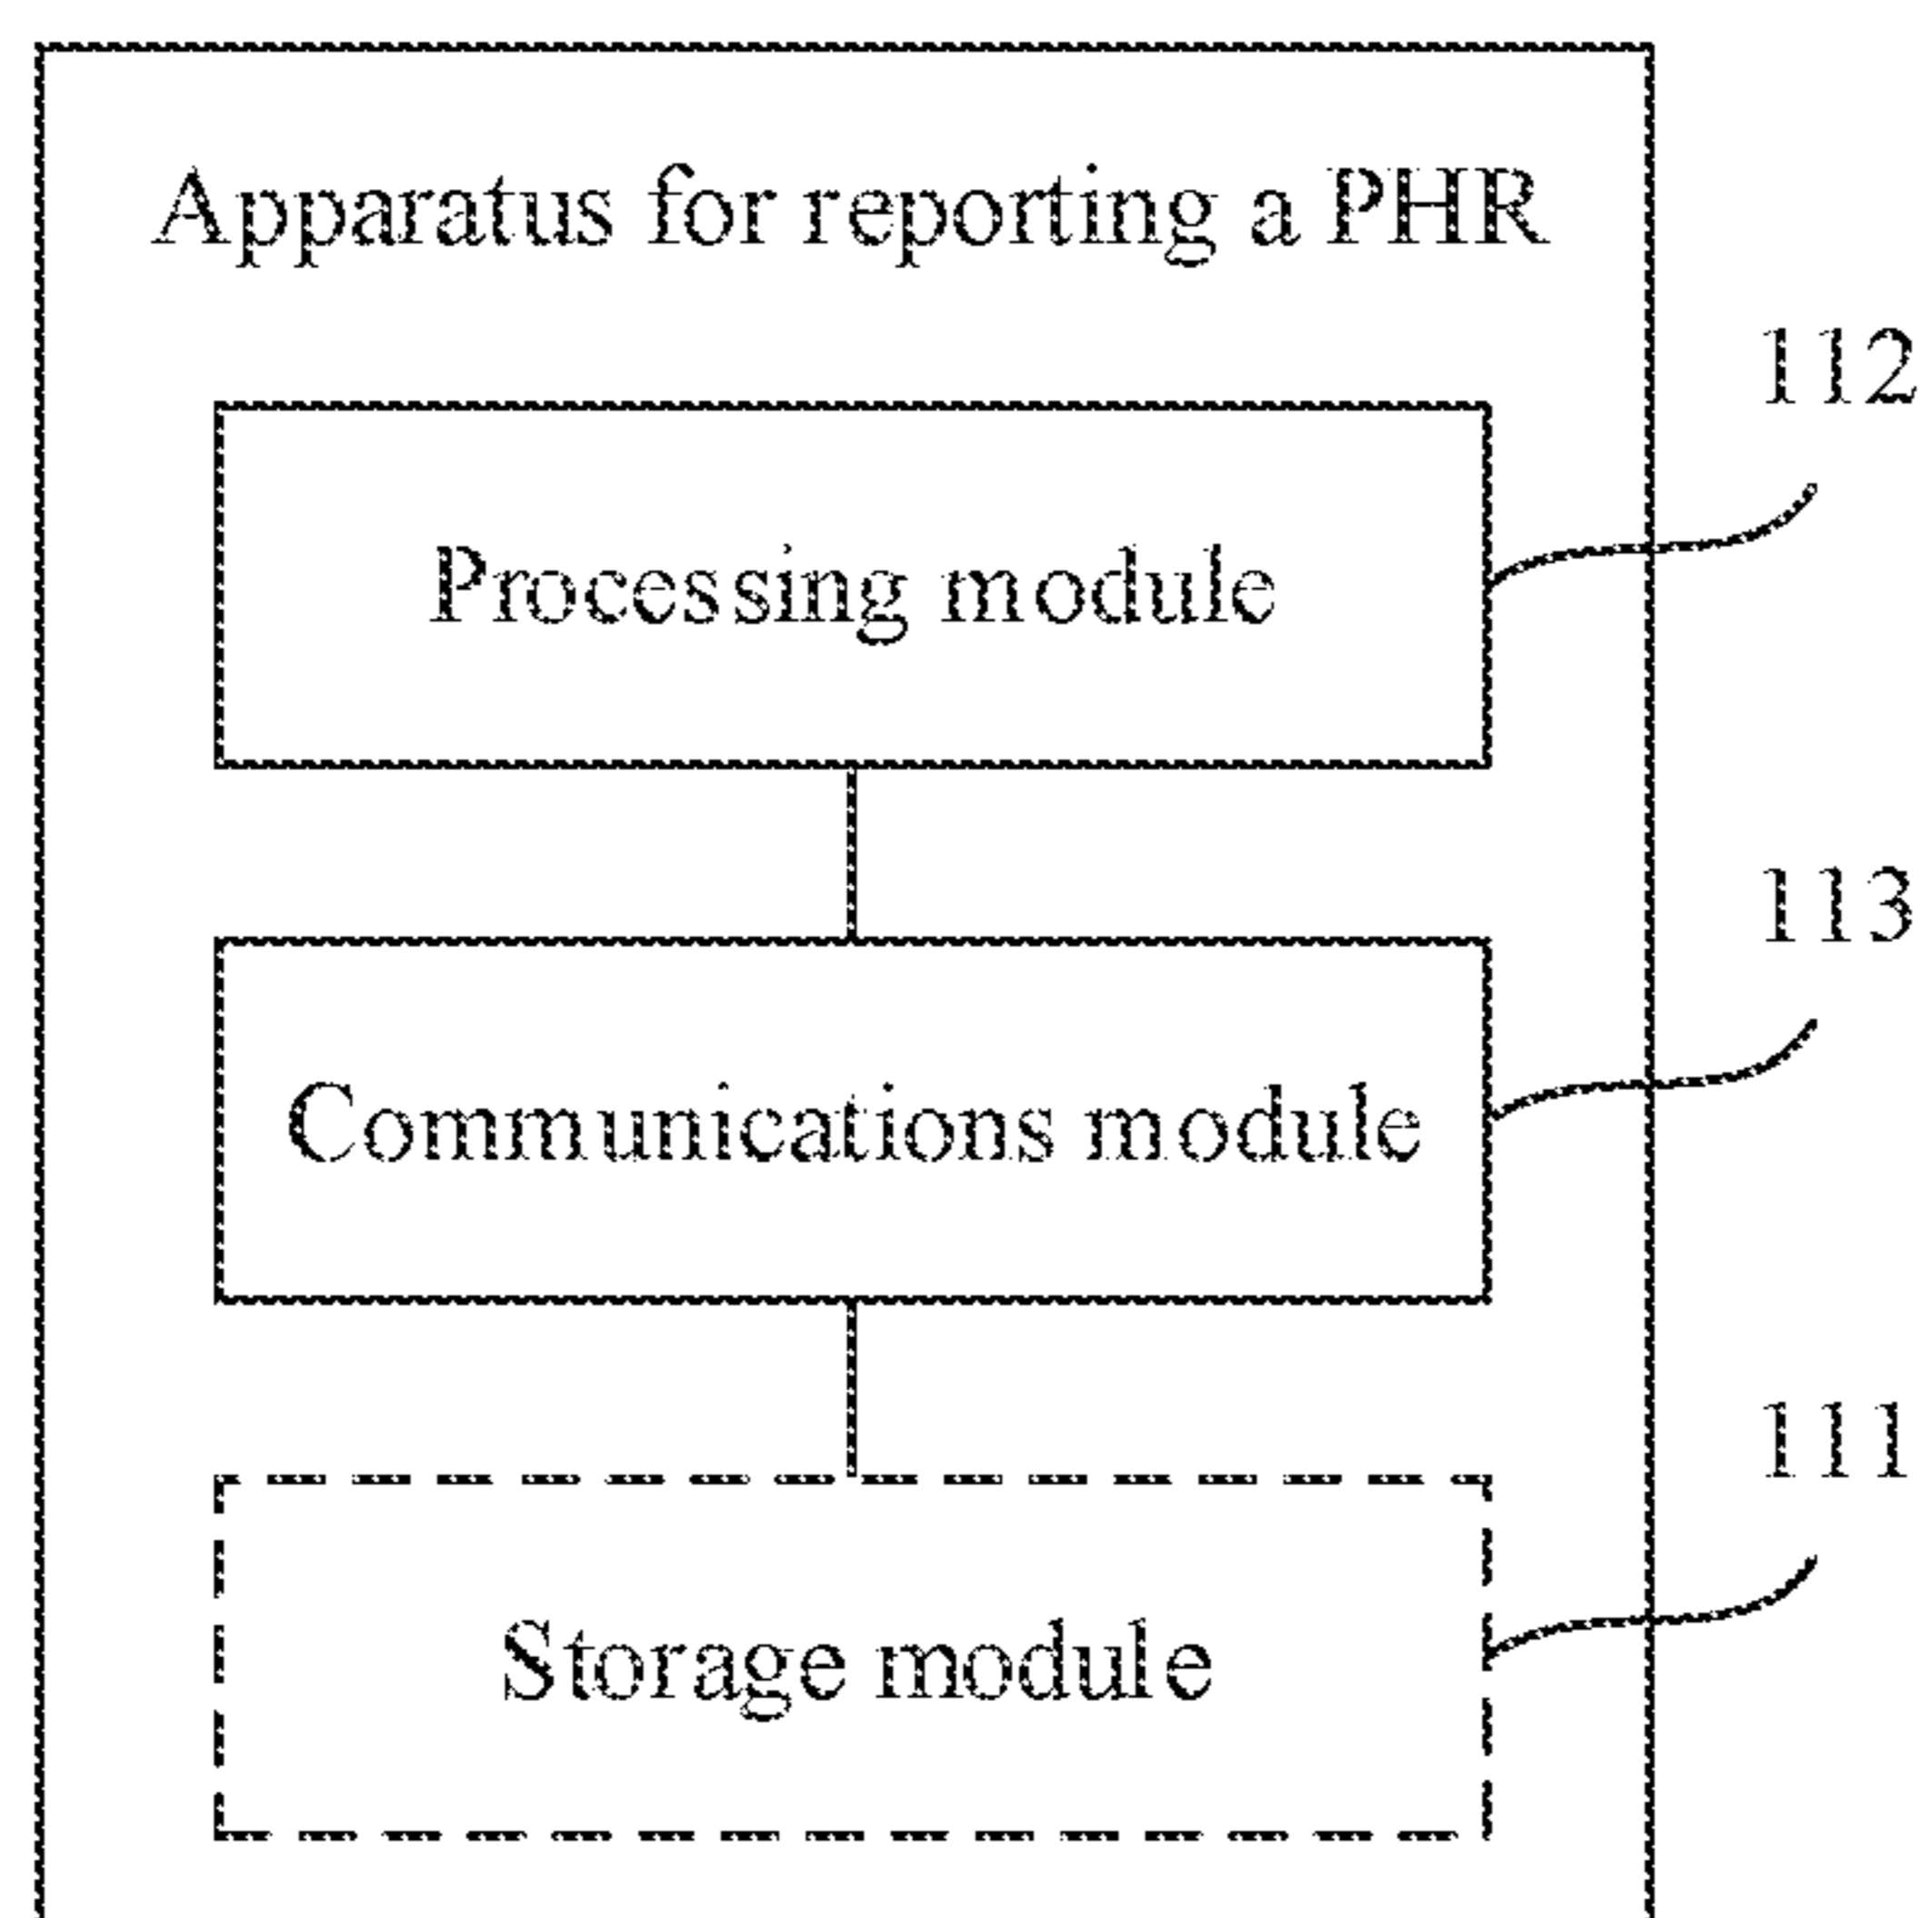 Apparatus for reporting a PHR
112
Processing module
113
Communications module
111
Storage module